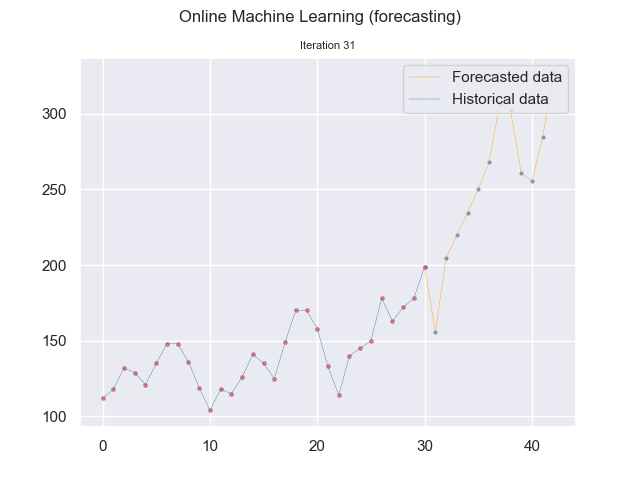 Online Machine Learning (forecasting)
Iteration 31
Forecasted data
Historical data
300
250
200
150
100
0 10 20 30 40